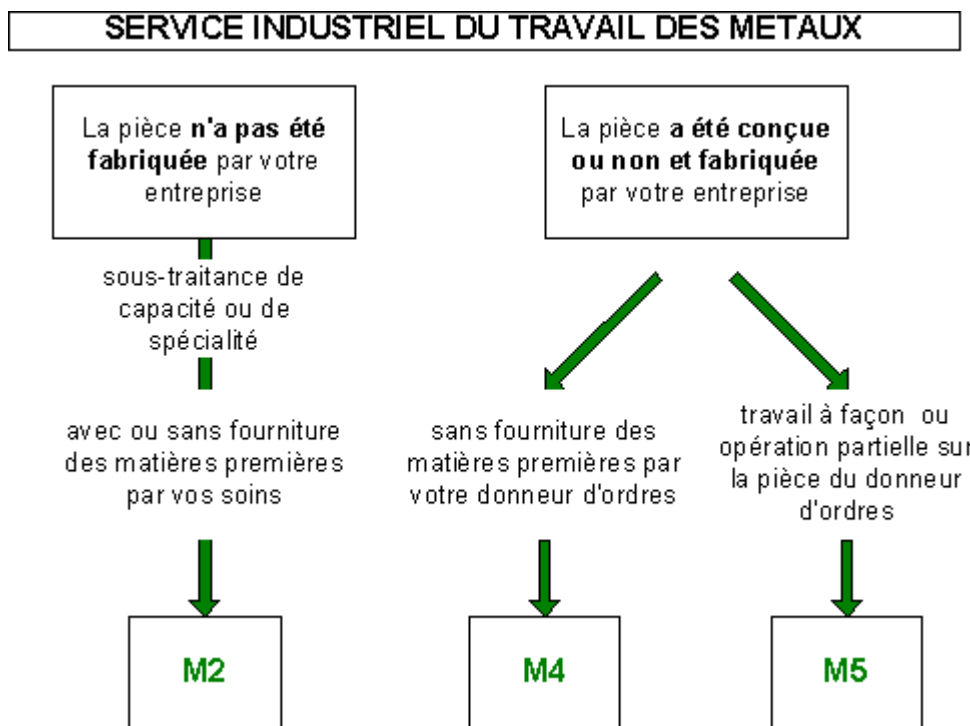 SERVICE INDUSTRIEL DU TRAVAIL DES METAUX
La pièce n'a pas été
fabriquée par votre
entreprise
La pièce a été conçue
ou non et fabriquée
par votre entreprise
sous-traitance de
capacité ou de
spécialité
avec ou sans fourniture
des matières premières
par vos soins
sans fourniture des
matières premières par
votre donneur d'ordres
travail à façon ou
opération partielle sur
la pièce du donneur
d'ordres
M2
M4
M5